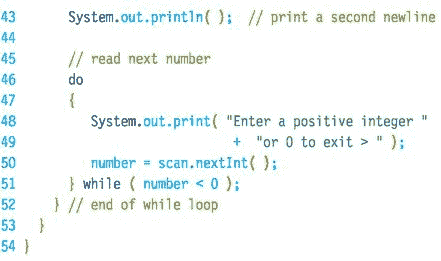 43 System.out.println( ); // print a second newline
44
45 // read next number
46 do
47 {
48 System.out.print( "Enter a positive integer "
49 + "or 0 to exit > " );
50 number = scan.nextInt( );
51 } while ( number < 0 );
52 } // end of while loop
53 }
54 }